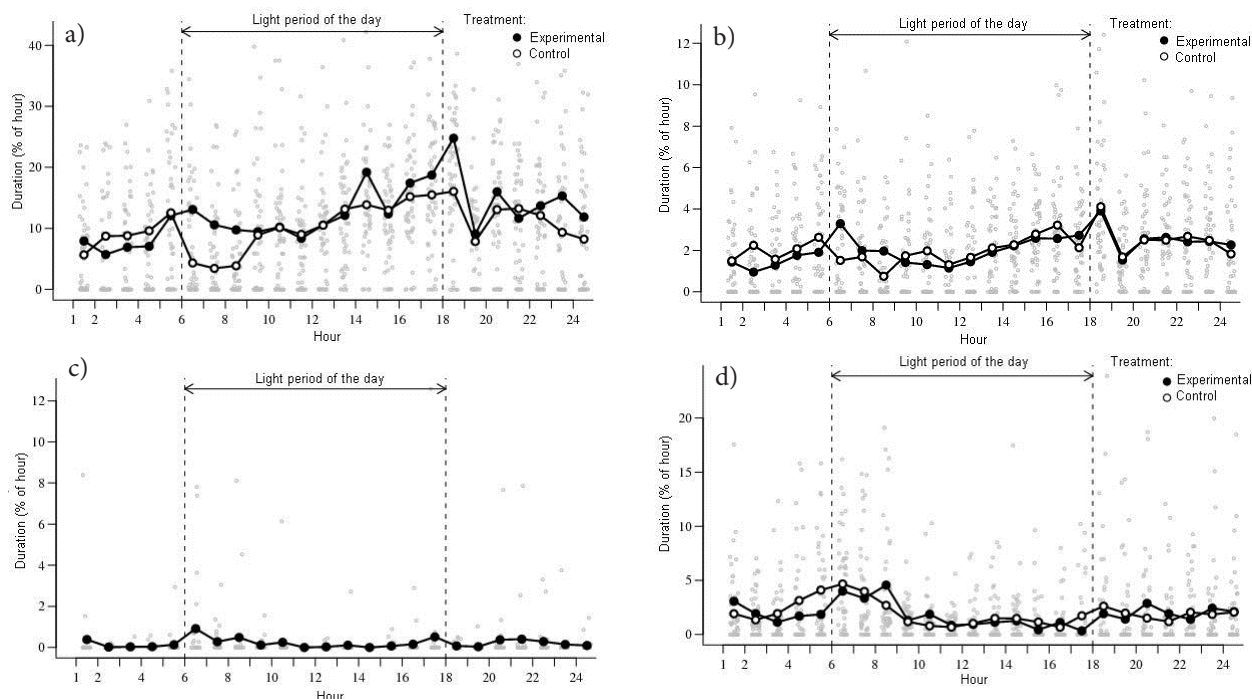 a)
Light period of the day
Treatment:
Experimental
Control
Duration (% of hour)
40
30
20
10
0
1 2 4 6 8 10 12 14 16 18 20 22 24
Hour
b)
Light period of the day
Treatment:
Experimental
Control
Duration (% of hour)
12
10
8
6
4
2
0
1 2 4 6 8 10 12 14 16 18 20 22 24
Hour
c)
Light period of the day
Duration (% of hour)
12
10
8
6
4
2
0
1 2 4 6 8 10 12 14 16 18 20 22 24
Hour
d)
Light period of the day
Treatment:
Experimental
Control
Duration (% of hour)
20
15
10
5
0
1 2 4 6 8 10 12 14 16 18 20 22 24
Hour